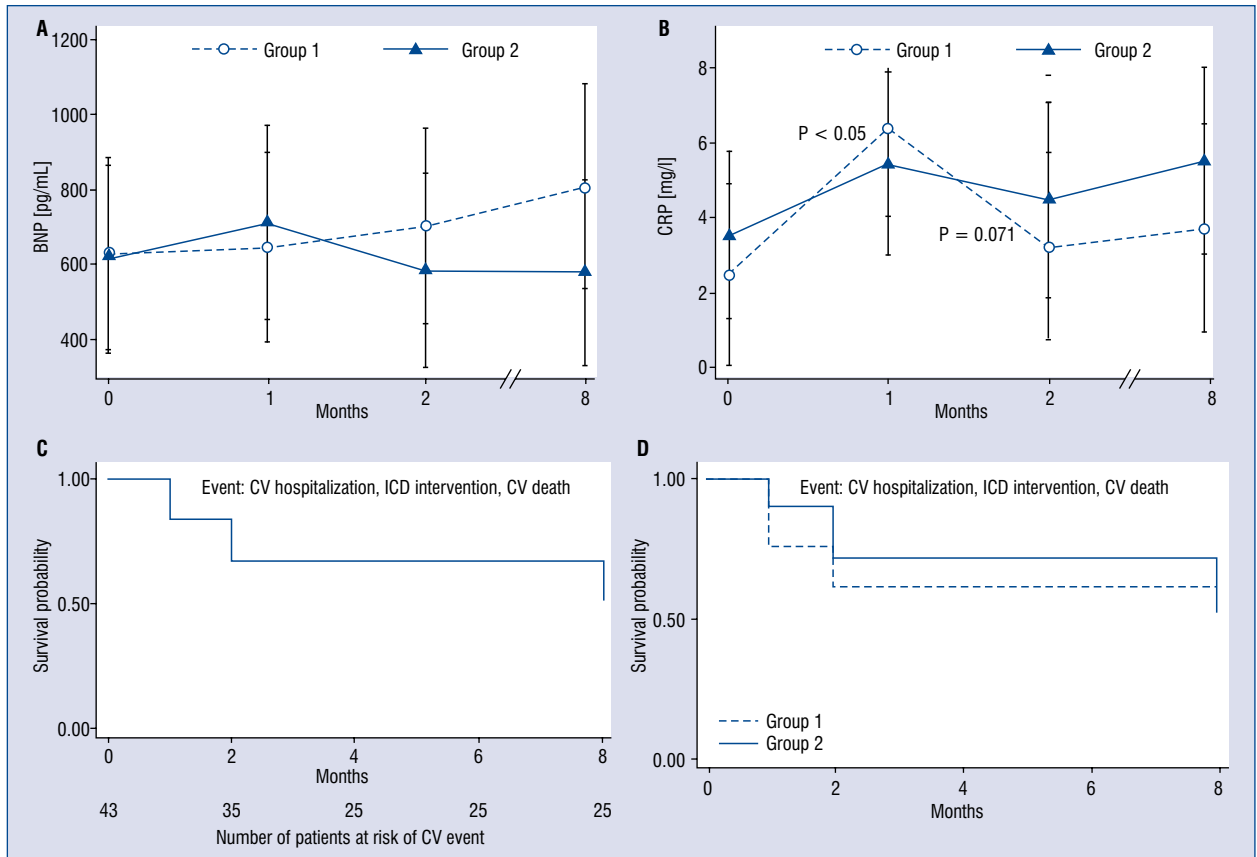 A
Group 1
Group 2
1200
1000
800
600
400
BNP [pg/mL]
0
1
2
8
Months
B
Group 1
Group 2
8
6
4
2
0
CRP [mg/l]
P < 0.05
P = 0.071
0
1
2
8
Months
C
Event: CV hospitalization, ICD intervention, CV death
1.00
0.50
0.00
Survival probability
0
2
4
6
8
Months
43 35 25 25 25
Number of patients at risk of CV event
D
Event: CV hospitalization, ICD intervention, CV death
1.00
0.50
0.00
Survival probability
Group 1
Group 2
0
2
4
6
8
Months